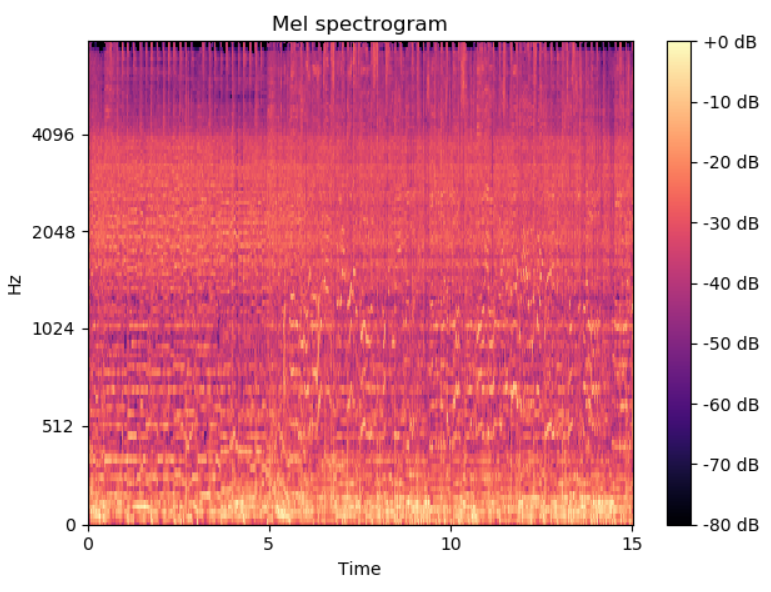 Mel spectrogram
+0 dB
-10 dB
4096
-20 dB
2048
-30 dB
Hz
-40 dB
1024
-50 dB
512
-60 dB
-70 dB
0
-80 dB
0 5 10 15
Time